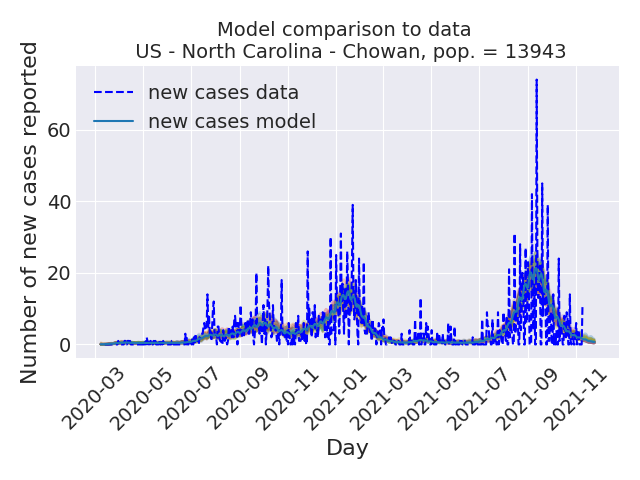 Model comparison to data
US - North Carolina - Chowan, pop. = 13943
new cases data
new cases model
Number of new cases reported
60
40
20
0
2020-03
2020-05
2020-07
2020-09
2020-11
2021-01
2021-03
2021-05
2021-07
2021-09
2021-11
Day